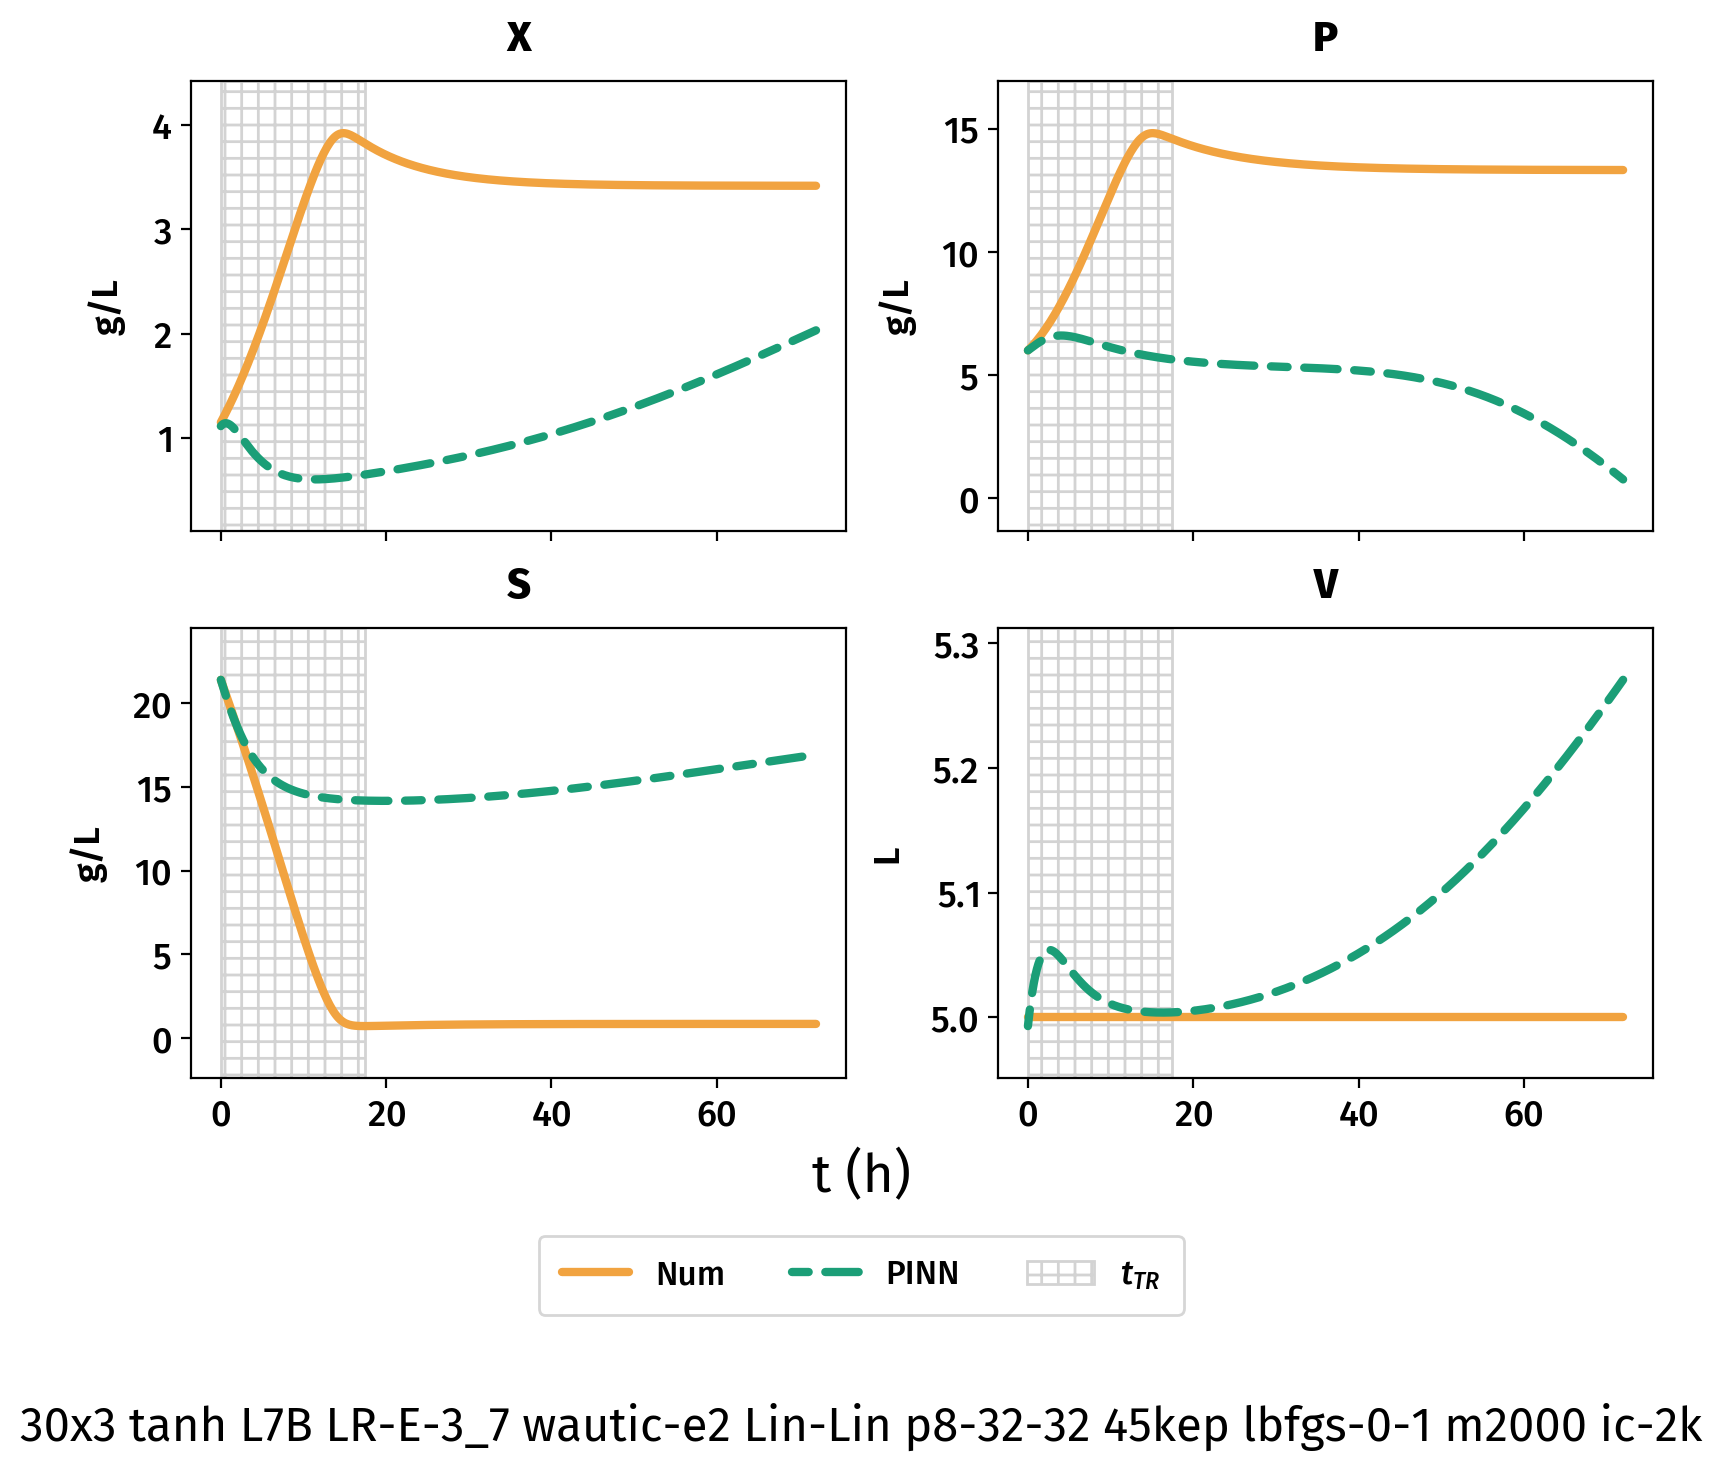 X
P
4
3
2
1
g/L
15
10
5
0
g/L
S
V
20
15
10
5
0
g/L
5.3
5.2
5.1
5.0
L
0 20 40 60
0 20 40 60
t (h)
Num PINN tTR
30x3 tanh L7B LR-E-3_7 wautic-e2 Lin-Lin p8-32-32 45kep lbfgs-0-1 m2000 ic-2k